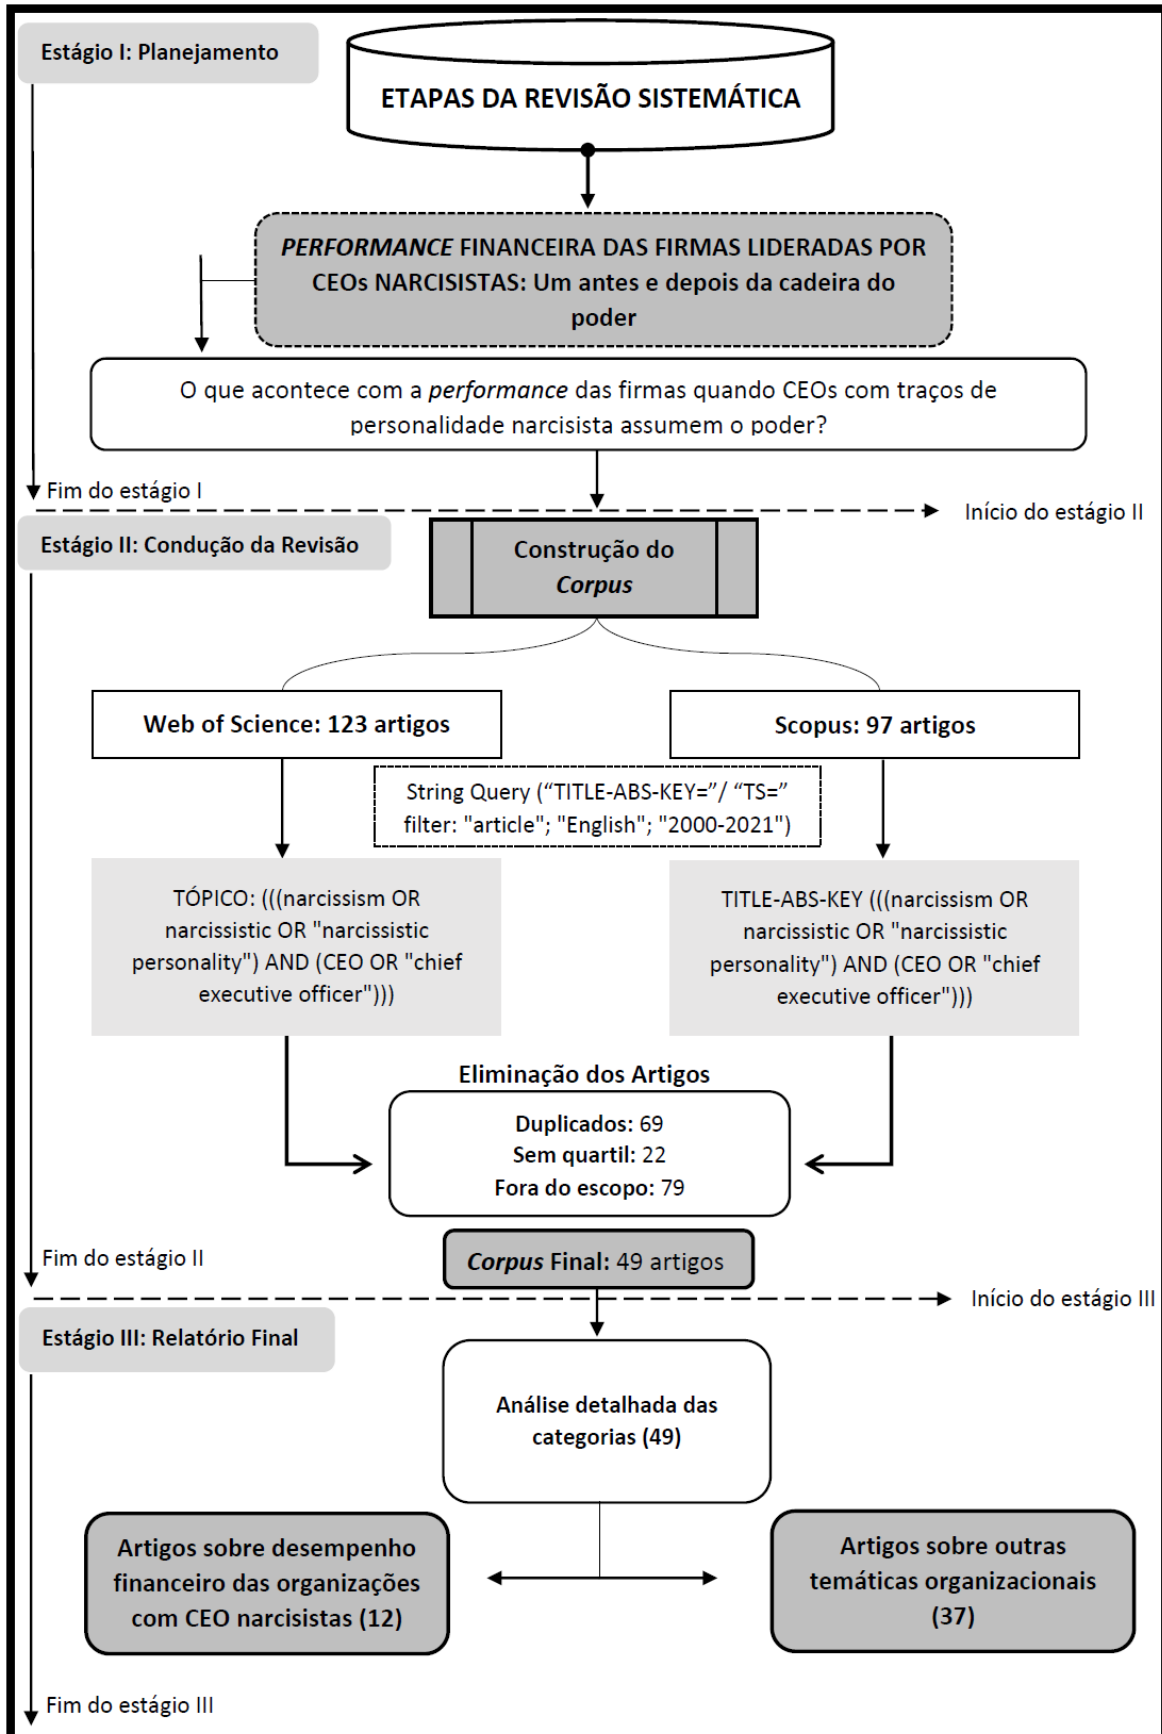 Estágio I: Planejamento
ETAPAS DA REVISÃO SISTEMÁTICA
PERFORMANCE FINANCEIRA DAS FIRMAS LIDERADAS POR
CEOs NARCISISTAS: Um antes e depois da cadeira do
poder
O que acontece com a performance das firmas quando CEOs com traços de
personalidade narcisista assumem o poder?
Fim do estágio I
Início do estágio II
Estágio II: Condução da Revisão
Construção do
Corpus
Web of Science: 123 artigos
Scopus: 97 artigos
String Query (“TITLE-ABS-KEY=”/ “TS=”
filter: "article"; "English"; "2000-2021")
TÓPICO: (((narcissism OR
narcissistic OR "narcissistic
personality") AND (CEO OR "chief
executive officer")))
TITLE-ABS-KEY (((narcissism OR
narcissistic OR "narcissistic
personality") AND (CEO OR "chief
executive officer")))
Eliminação dos Artigos
Duplicados: 69
Sem quartil: 22
Fora do escopo: 79
Corpus Final: 49 artigos
Fim do estágio II
Início do estágio III
Estágio III: Relatório Final
Análise detalhada das
categorias (49)
Artigos sobre desempenho
financeiro das organizações
com CEO narcisistas (12)
Artigos sobre outras
temáticas organizacionais
(37)
Fim do estágio III